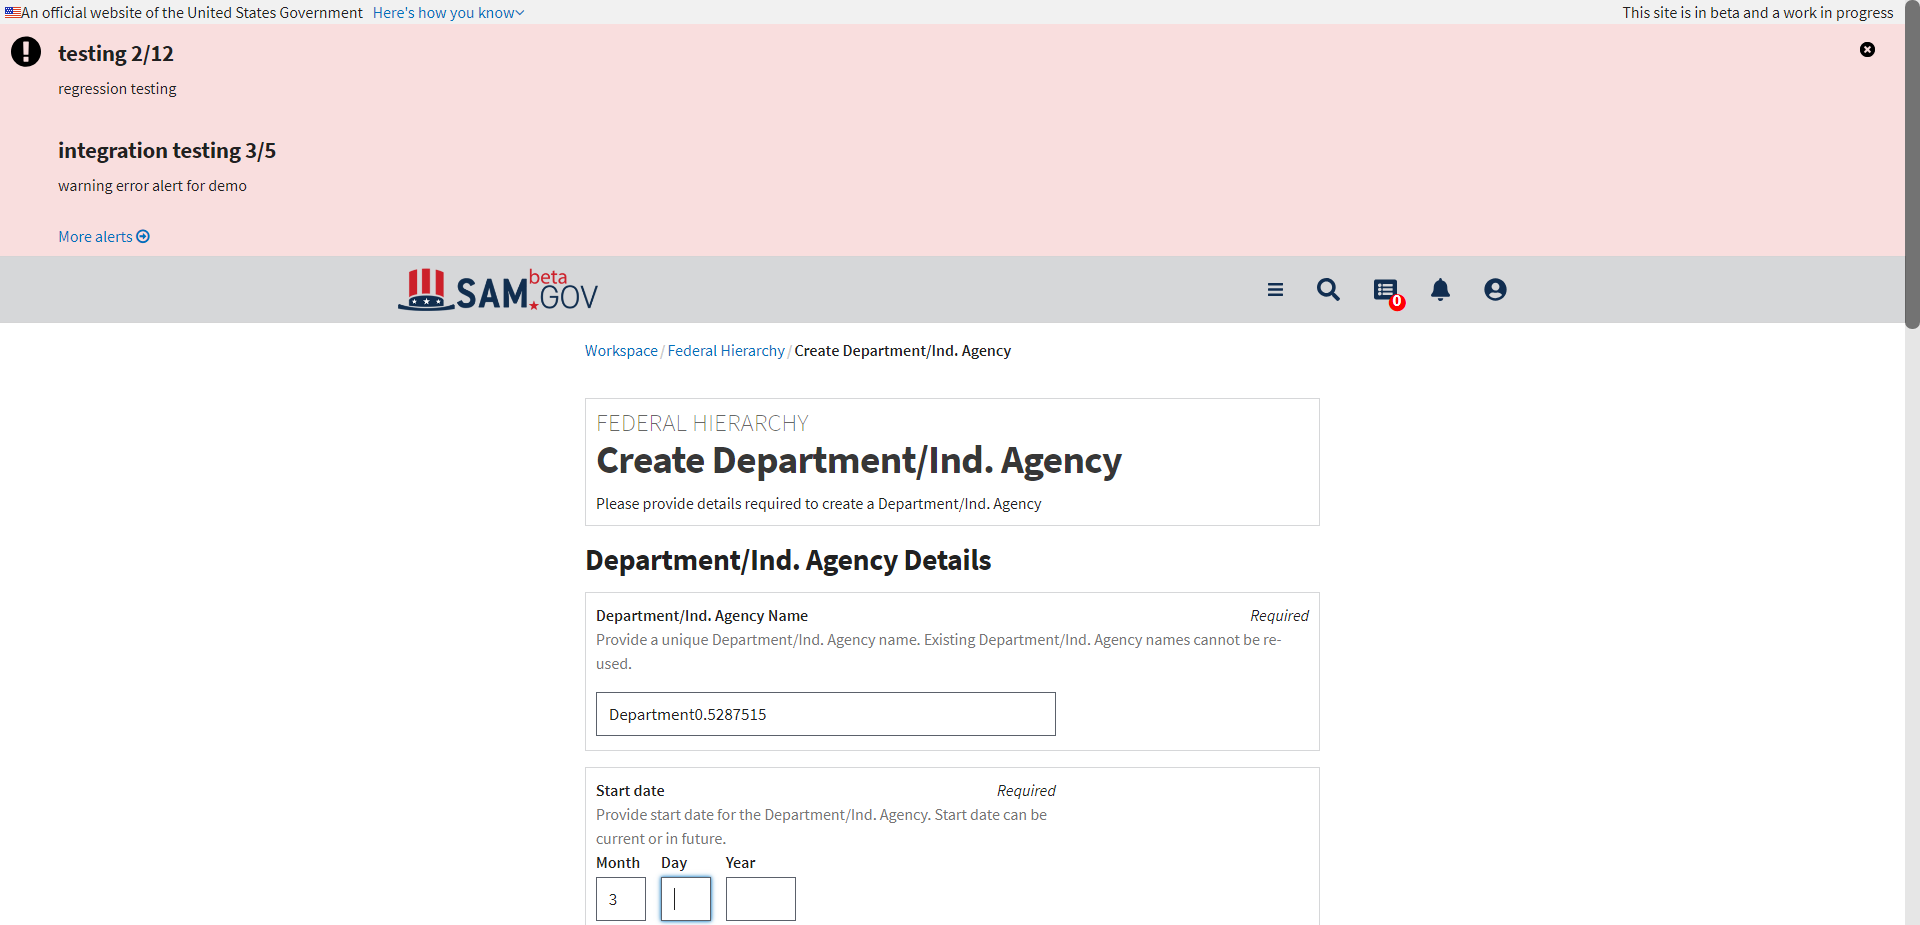 An official website of the United States Government Here's how you know
This site is in beta and a work in progress
testing 2/12
regression testing
integration testing 3/5
warning error alert for demo
More alerts
SAM beta .GOV
0
Workspace / Federal Hierarchy / Create Department/Ind. Agency
FEDERAL HIERARCHY
Create Department/Ind. Agency
Please provide details required to create a Department/Ind. Agency
Department/Ind. Agency Details
Department/Ind. Agency Name Required
Provide a unique Department/Ind. Agency name. Existing Department/Ind. Agency names cannot be re-
used.
Department0.5287515
Start date Required
Provide start date for the Department/Ind. Agency. Start date can be
current or in future.
Month Day Year
3